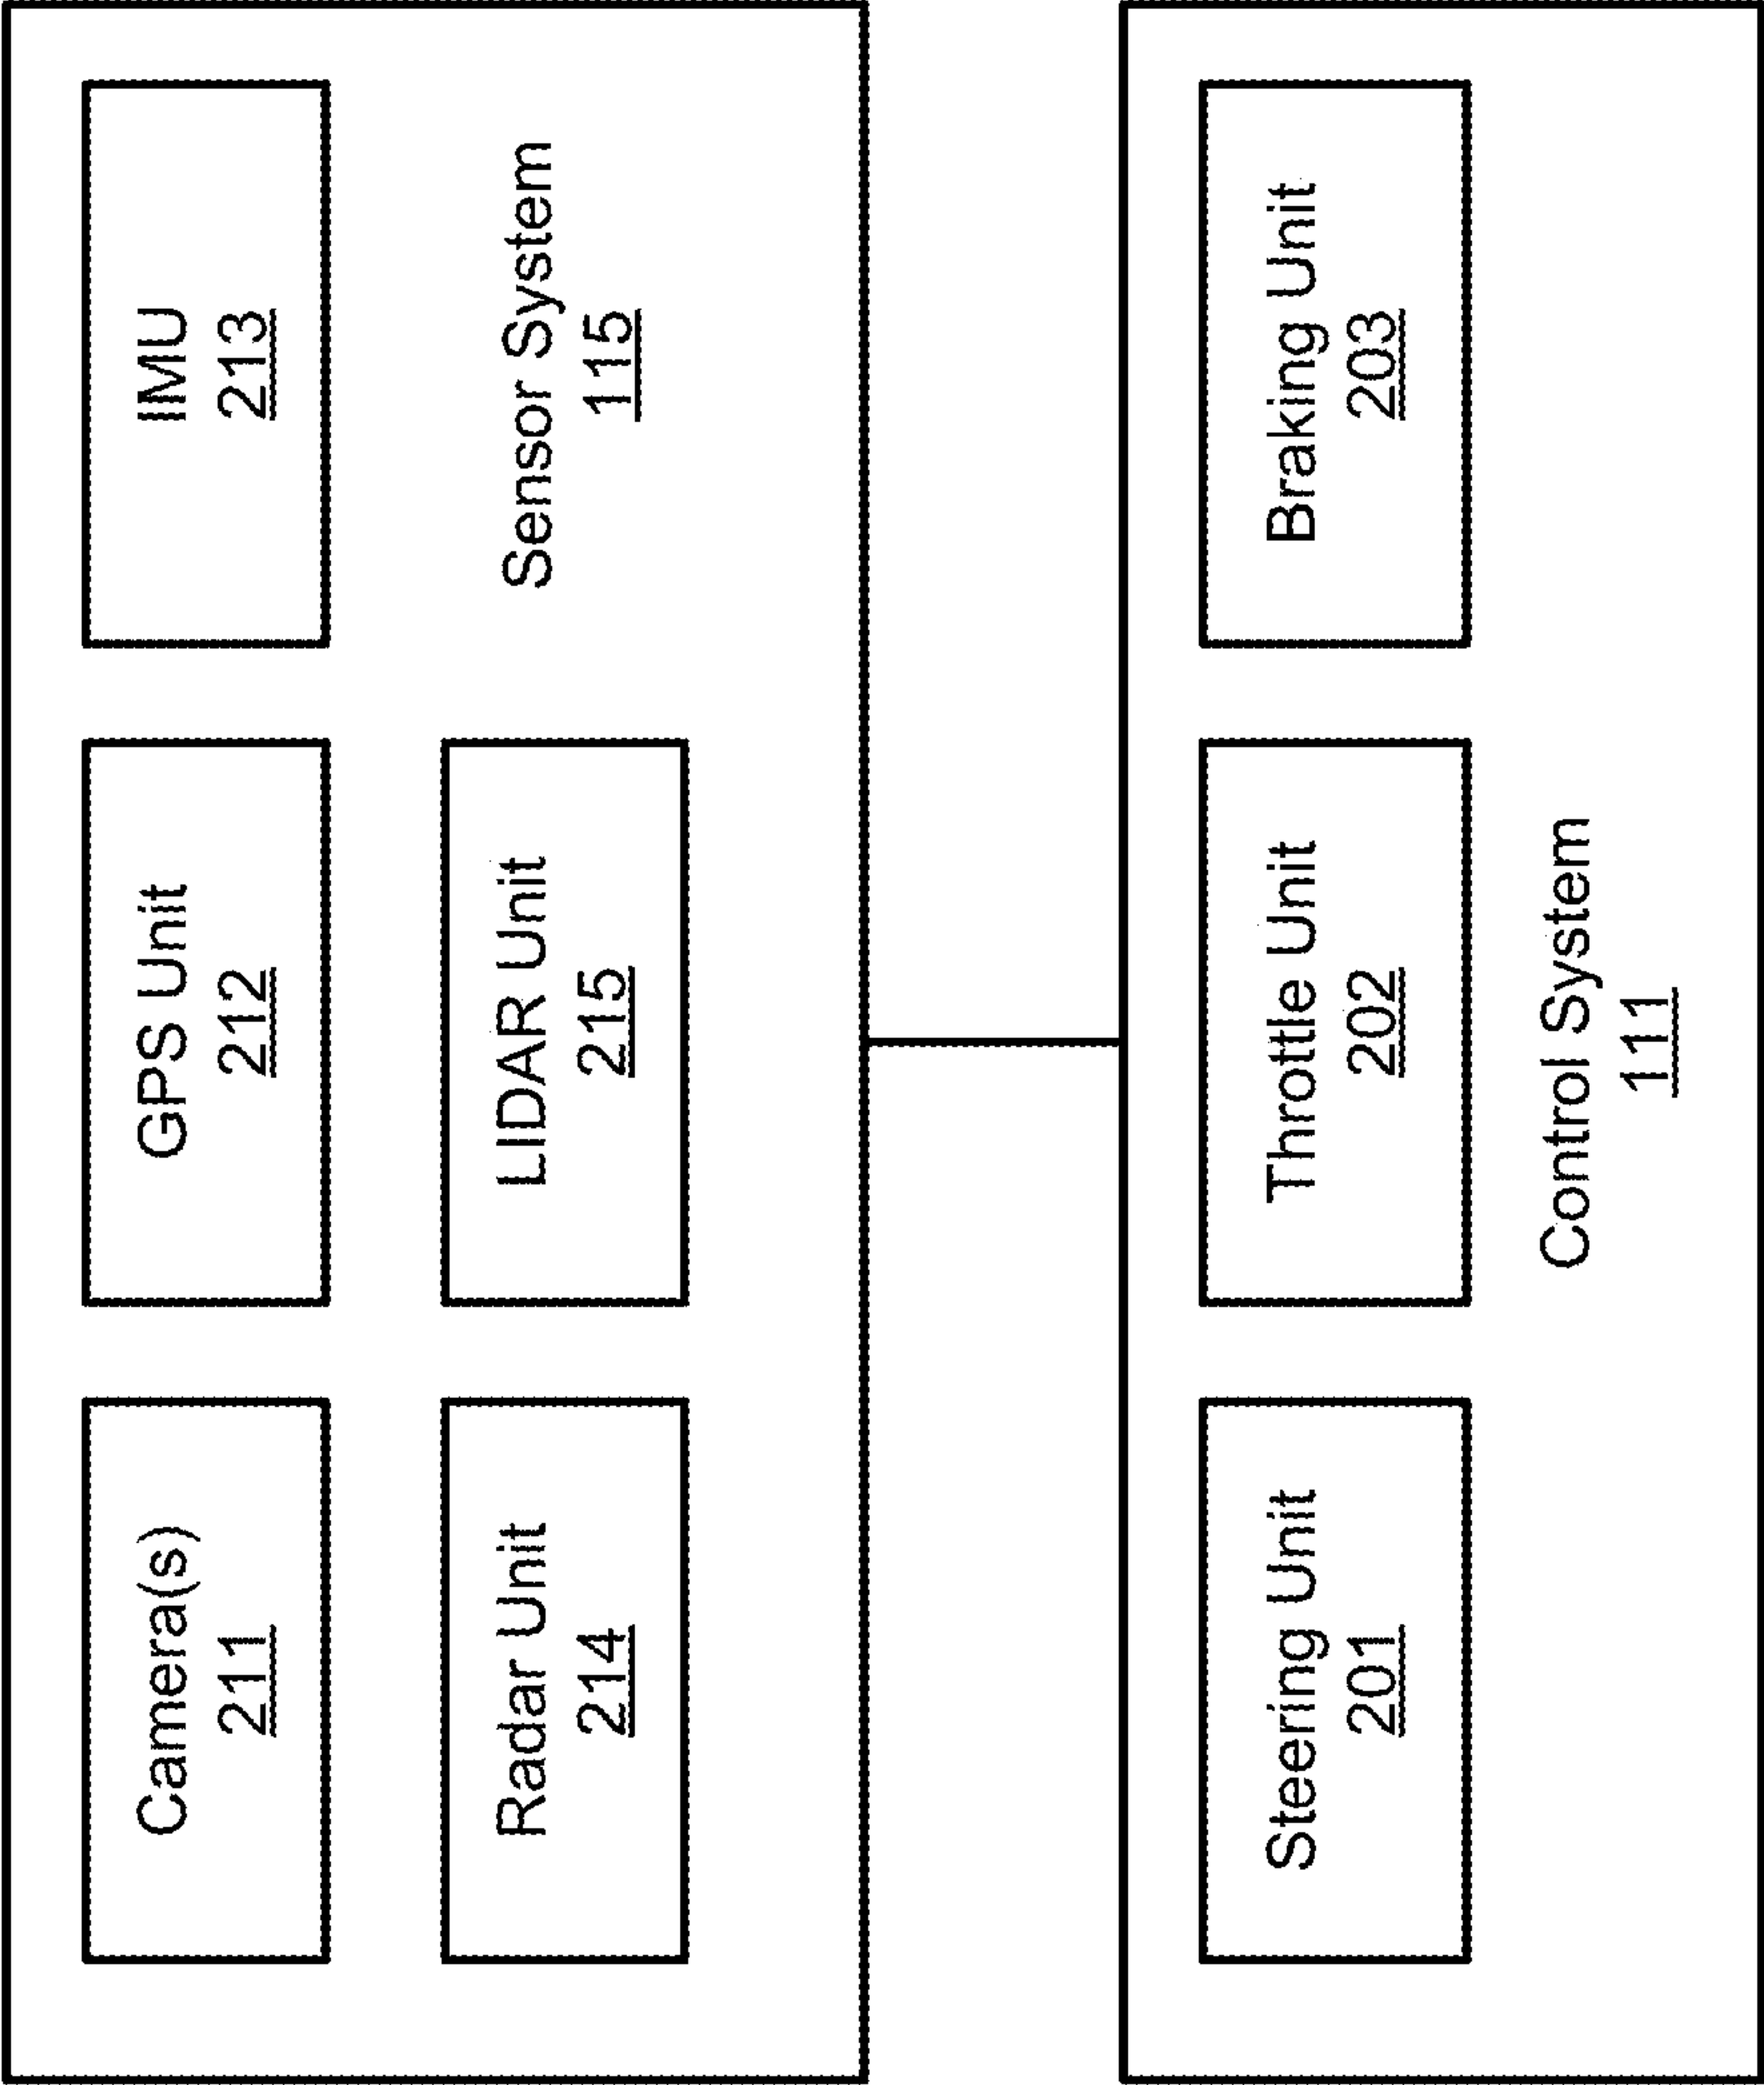 Camera(s)
211
GPS Unit
212
IMU
213
Radar Unit
214
LIDAR Unit
215
Sensor System
115
Steering Unit
201
Throttle Unit
202
Braking Unit
203
Control System
111